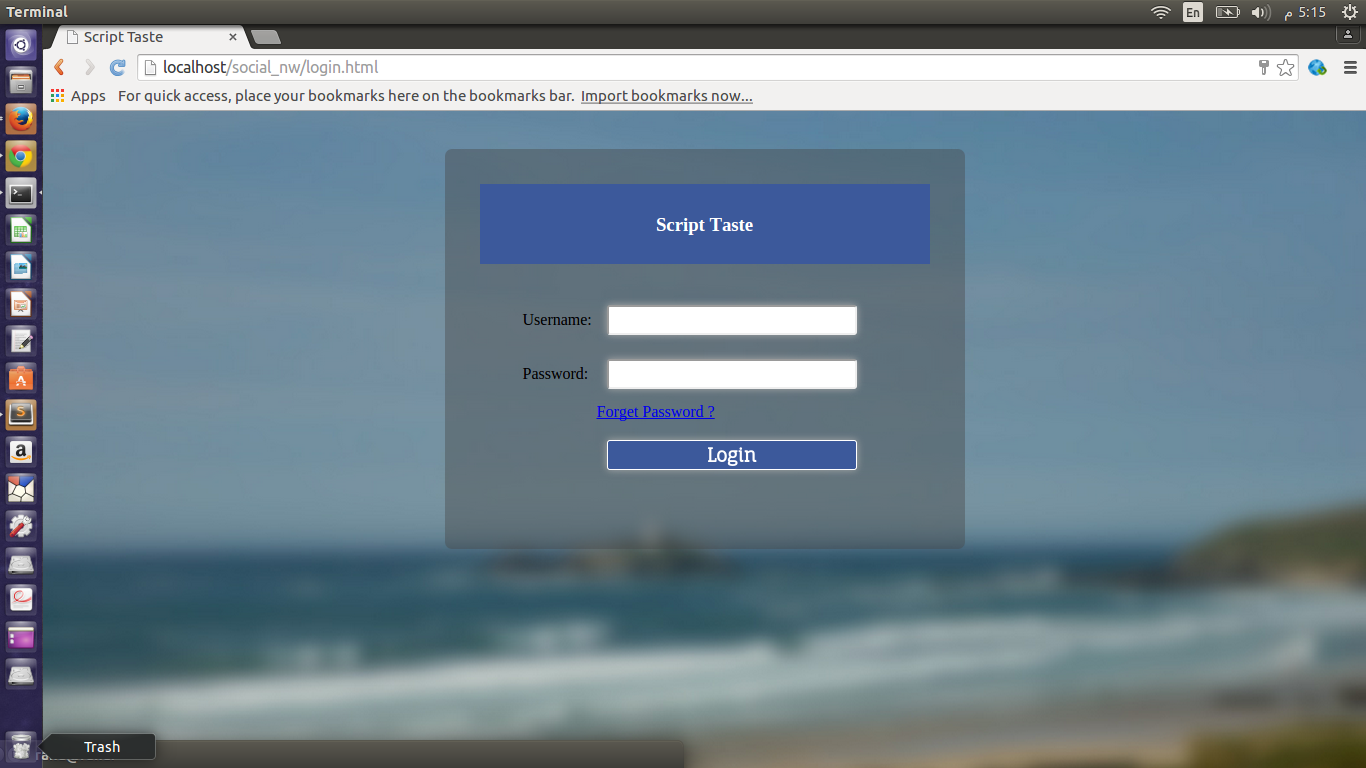 Terminal
En
5:15 م
Script Taste
localhost/social_nw/login.html
Apps For quick access, place your bookmarks here on the bookmarks bar. Import bookmarks now...
Script Taste
Username:
Password:
Forget Password ?
Login
Trash